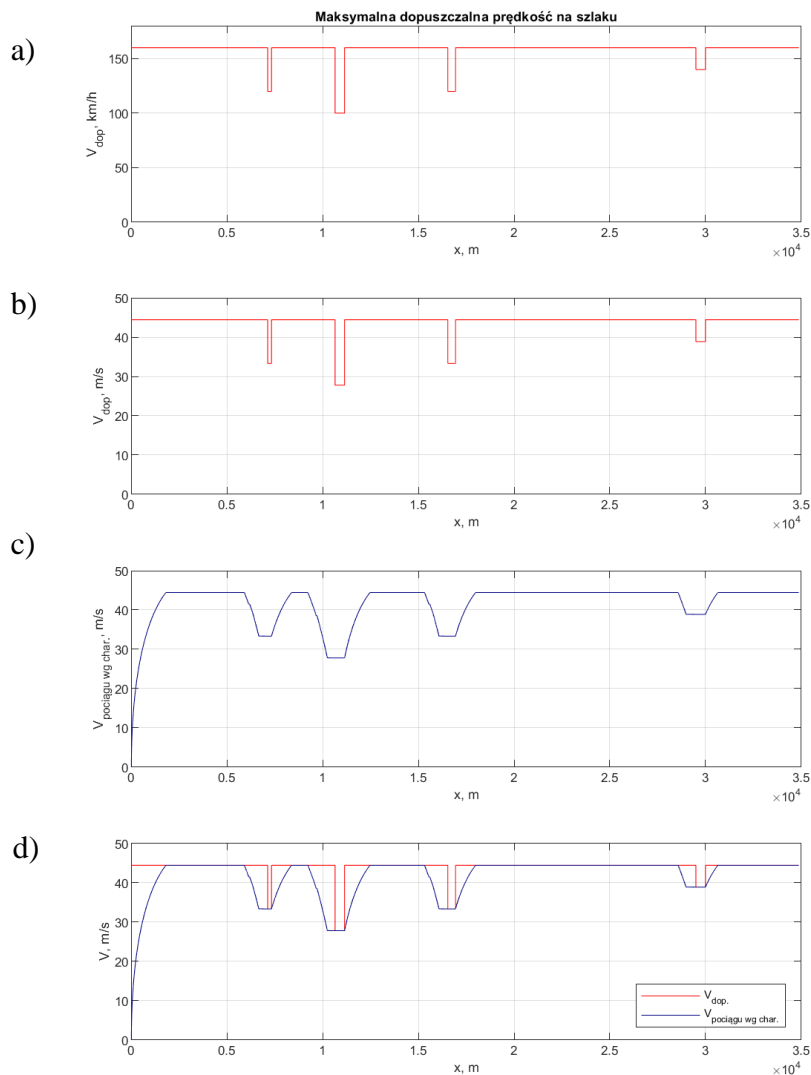 Maksymalna dopuszczalna prędkość na szlaku
a)
150
100
50
0
V_dop, km/h
0 0.5 1 1.5 2 2.5 3 3.5
x, m
×10^4
b)
50
40
30
20
10
0
V_dop, m/s
0 0.5 1 1.5 2 2.5 3 3.5
x, m
×10^4
c)
50
40
30
20
10
0
V_pociągu wg char., m/s
0 0.5 1 1.5 2 2.5 3 3.5
x, m
×10^4
d)
50
40
30
20
10
0
V, m/s
V_dop.
V_pociągu wg char.
0 0.5 1 1.5 2 2.5 3 3.5
x, m
×10^4